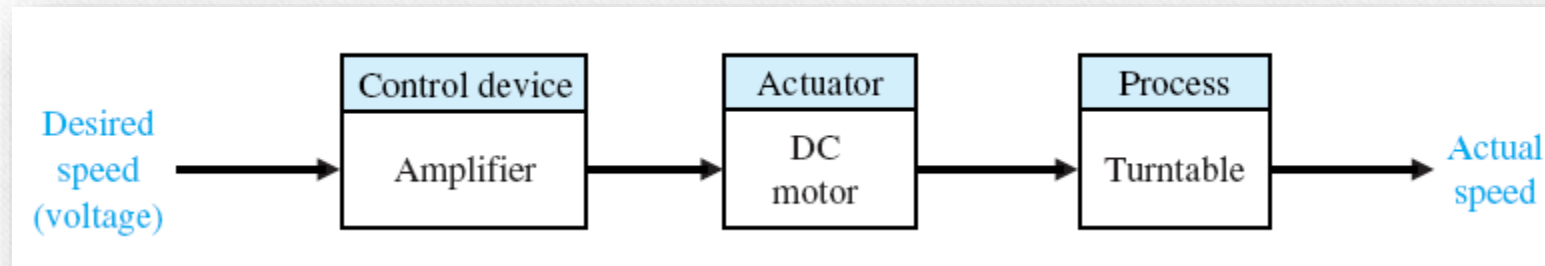 Desired
speed
(voltage)
Control device
Amplifier
Actuator
DC
motor
Process
Turntable
Actual
speed